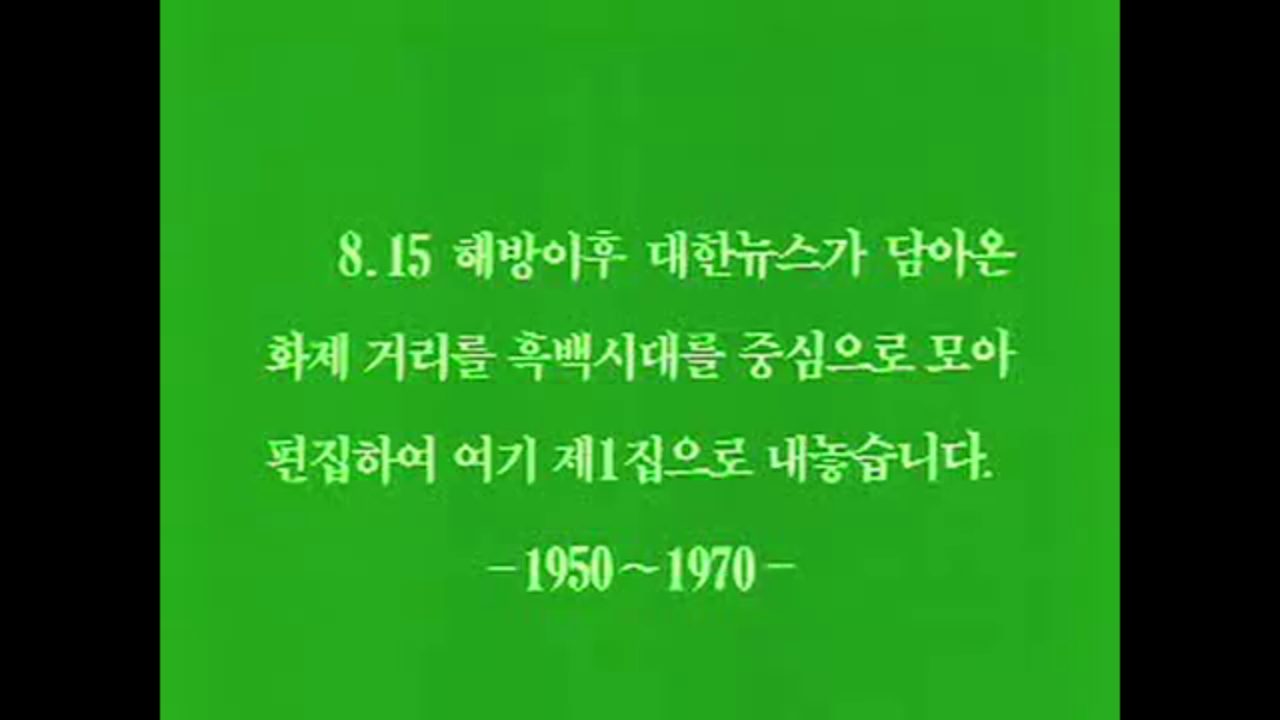 8.15 해방이후 대한뉴스가 담아온
화제 거리를 흑백시대를 중심으로 모아
편집하여 여기 제1집으로 내놓습니다.
-1950~1970-